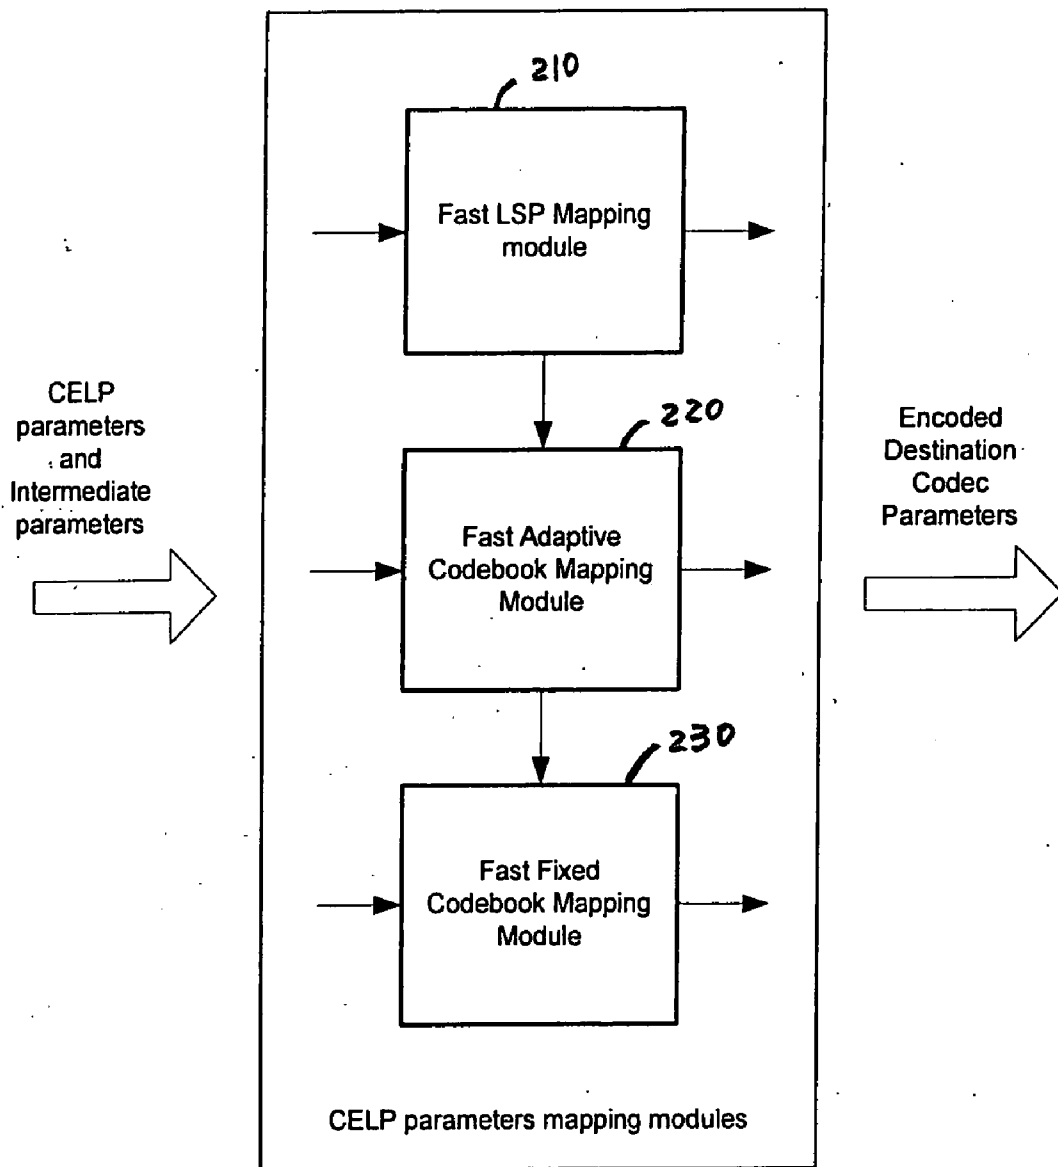 210
Fast LSP Mapping
module
CELP
parameters
and
Intermediate
parameters
220
Fast Adaptive
Codebook Mapping
Module
Encoded
Destination
Codec
Parameters
230
Fast Fixed
Codebook Mapping
Module
CELP parameters mapping modules